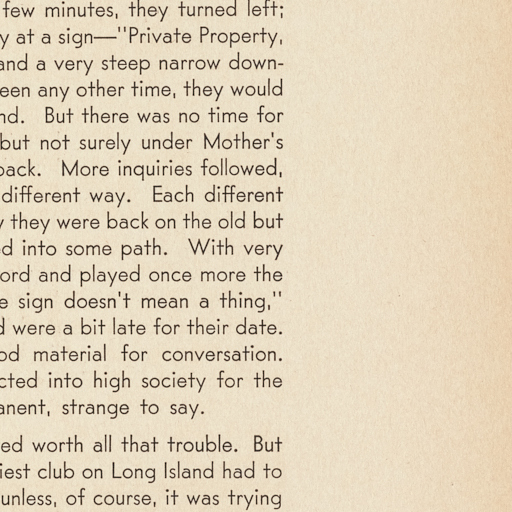 few minutes, they turned left;
y at a sign—"Private Property,
and a very steep narrow down-
een any other time, they would
nd. But there was no time for
but not surely under Mother's
back. More inquiries followed,
different way. Each different
y they were back on the old but
ed into some path. With very
ord and played once more the
e sign doesn't mean a thing,"
d were a bit late for their date.
od material for conversation.
cted into high society for the
anent, strange to say.
ed worth all that trouble. But
iest club on Long Island had to
unless, of course, it was trying